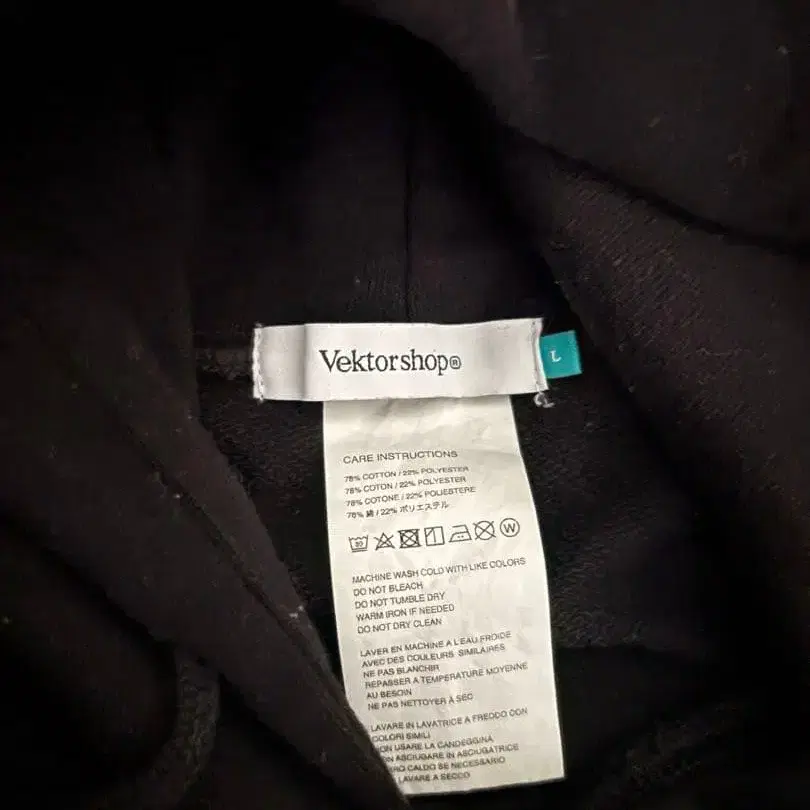 Vektorshop®
L
CARE INSTRUCTIONS
78% COTTON / 22% POLYESTER
78% COTON / 22% POLYESTER
78% COTONE / 22% POLIESTERE
78% 綿 / 22% ポリエステル
30 W
MACHINE WASH COLD WITH LIKE COLORS
DO NOT BLEACH
DO NOT TUMBLE DRY
WARM IRON IF NEEDED
DO NOT DRY CLEAN
LAVER EN MACHINE A L'EAU FROIDE
AVEC DES COULEURS SIMILAIRES
NE PAS BLANCHIR
REPASSER A TEMPERATURE MOYENNE
AU BESOIN
NE PAS NETTOYER À SEC
LAVARE IN LAVATRICE A FREDDO CON
COLORI SIMILI
USARE LA CANDEGGINA
ASCIUGARE IN ASCIUGATRICE
CALDO SE NECESSARIO
LAVARE A SECCO